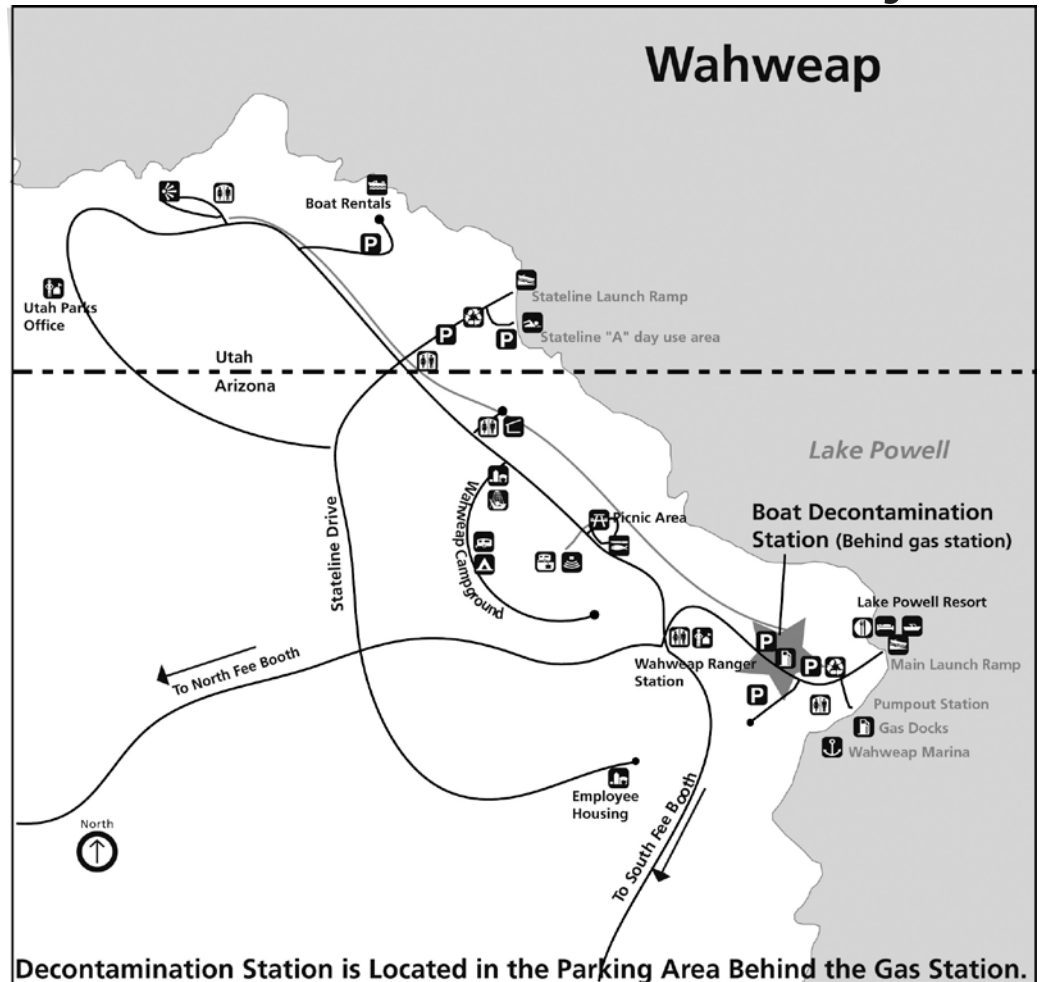 Wahweap
Boat Rentals
P
Utah Parks
Office
Stateline Launch Ramp
P
P
Stateline "A" day use area
Utah
Arizona
Lake Powell
Wahweap Campground
Stateline Drive
Picnic Area
Boat Decontamination
Station (Behind gas station)
Lake Powell Resort
P
P
Main Launch Ramp
Wahweap Ranger
Station
To North Fee Booth
P
Pumpout Station
Gas Docks
Wahweap Marina
Employee
Housing
To South Fee Booth
North
Decontamination Station is Located in the Parking Area Behind the Gas Station.